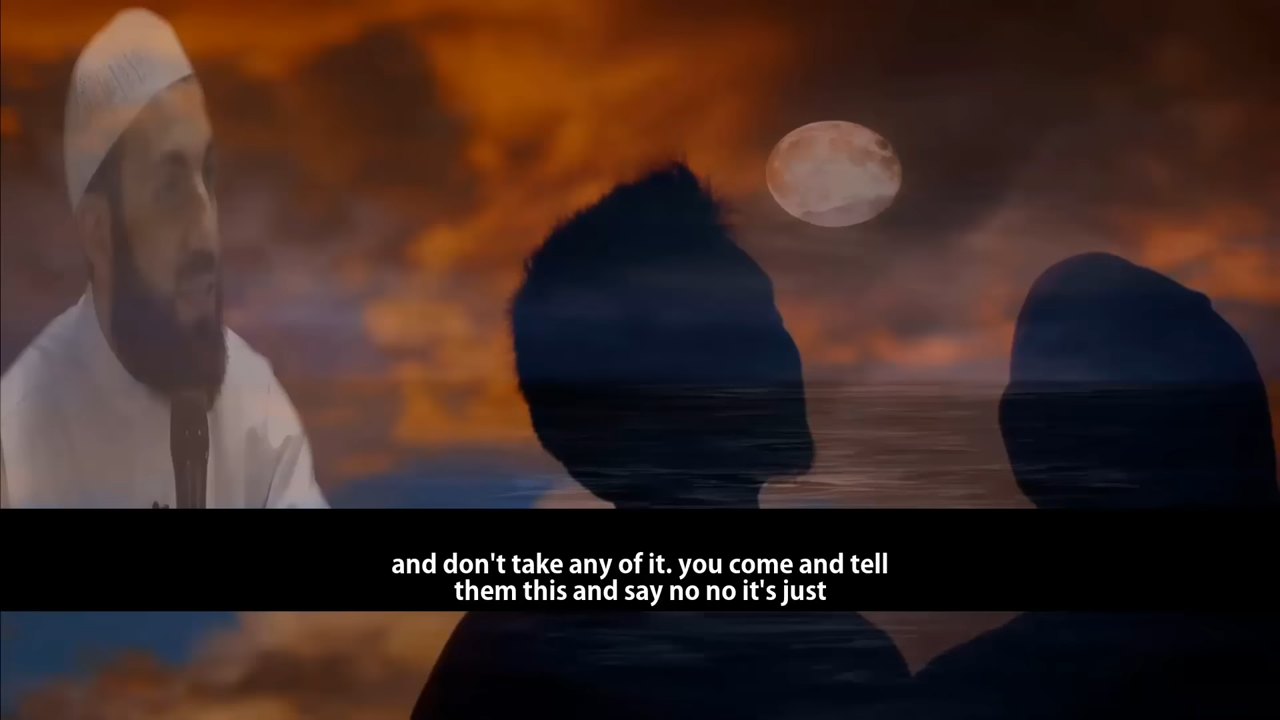 and don't take any of it. you come and tell
them this and say no no it's just